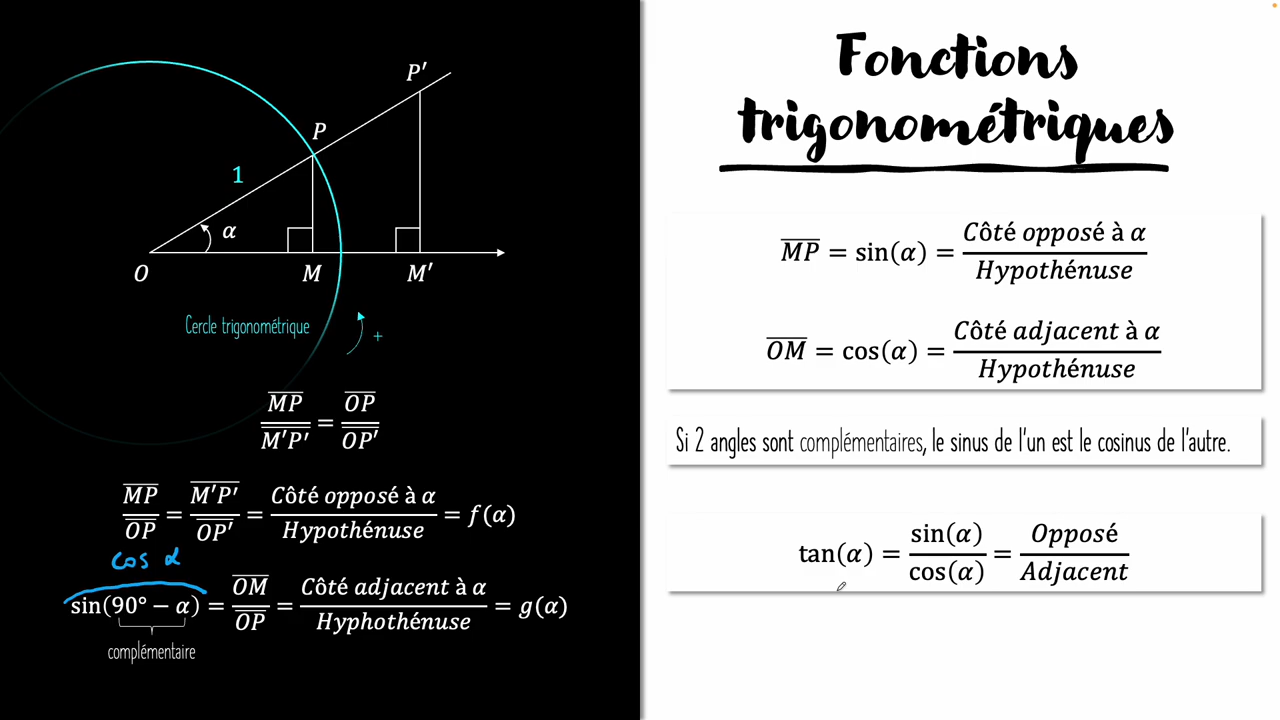 P′
P
1
α
O
M
M′
Cercle trigonométrique
+
MP/M′P′ = OP/OP′
MP/OP = M′P′/OP′ = Côté opposé à α/Hypothénuse = f(α)
cos α
sin(90° − α) = OM/OP = Côté adjacent à α/Hyphothénuse = g(α)
complémentaire
Fonctions
trigonométriques
MP = sin(α) = Côté opposé à α/Hypothénuse
OM = cos(α) = Côté adjacent à α/Hypothénuse
Si 2 angles sont complémentaires, le sinus de l'un est le cosinus de l'autre.
tan(α) = sin(α)/cos(α) = Opposé/Adjacent